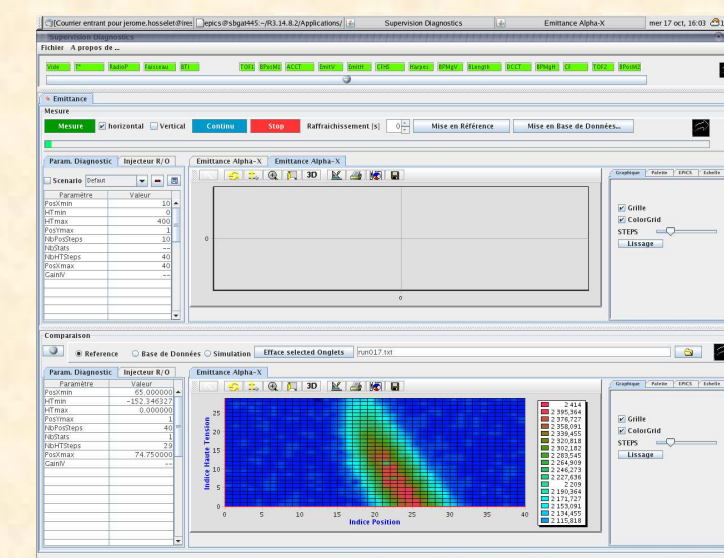 [Courrier entrant pour jerome.hosselet@ires epics@sbgat445:~/R3.14.8.2/Applications/ Supervision Diagnostics Emittance Alpha-X mer 17 oct, 16:03
Supervision Diagnostics
Fichier A propos de ...
Vide T° RadioP Faisceau BTI TOF1 BPosM1 ACCT EmitV EmitH CFHS Harpes BPMgV BLength DCCT BPMgH CF TOF2 BPosM2
Emittance
Mesure
Mesure horizontal Vertical Continu Stop Raffraichissement [s] 0 Mise en Référence Mise en Base de Données...
Param. Diagnostic Injecteur R/O Emittance Alpha-X Emittance Alpha-X
Scenario Defaut 3D Graphique Palette EPICS Echelle
Paramètre Valeur
PosXmin 10
HTmin 0 Grille
HTmax 400 ColorGrid
PosYmax 1 STEPS
NbPosSteps 10 Lissage
NbStats --
NbHTSteps 40
PosXmax 40
GainIV --
0
0
Comparaison
Reference Base de Données Simulation Efface selected Onglets run017.txt
Param. Diagnostic Injecteur R/O Emittance Alpha-X
Paramètre Valeur 3D Graphique Palette EPICS Echelle
PosXmin 65.000000
HTmin -152.346327
HTmax 0.000000
PosYmax 1
NbPosSteps 40
NbStats 1
NbHTSteps 29
PosXmax 74.750000
GainIV --
Grille
ColorGrid
STEPS
Lissage
Indice Haute Tension
25
20
15
10
5
0
0 5 10 15 20 25 30 35 40
Indice Position
2 414
2 395,364
2 376,727
2 358,091
2 339,455
2 320,818
2 302,182
2 283,545
2 264,909
2 246,273
2 227,636
2 209
2 190,364
2 171,727
2 153,091
2 134,455
2 115,818